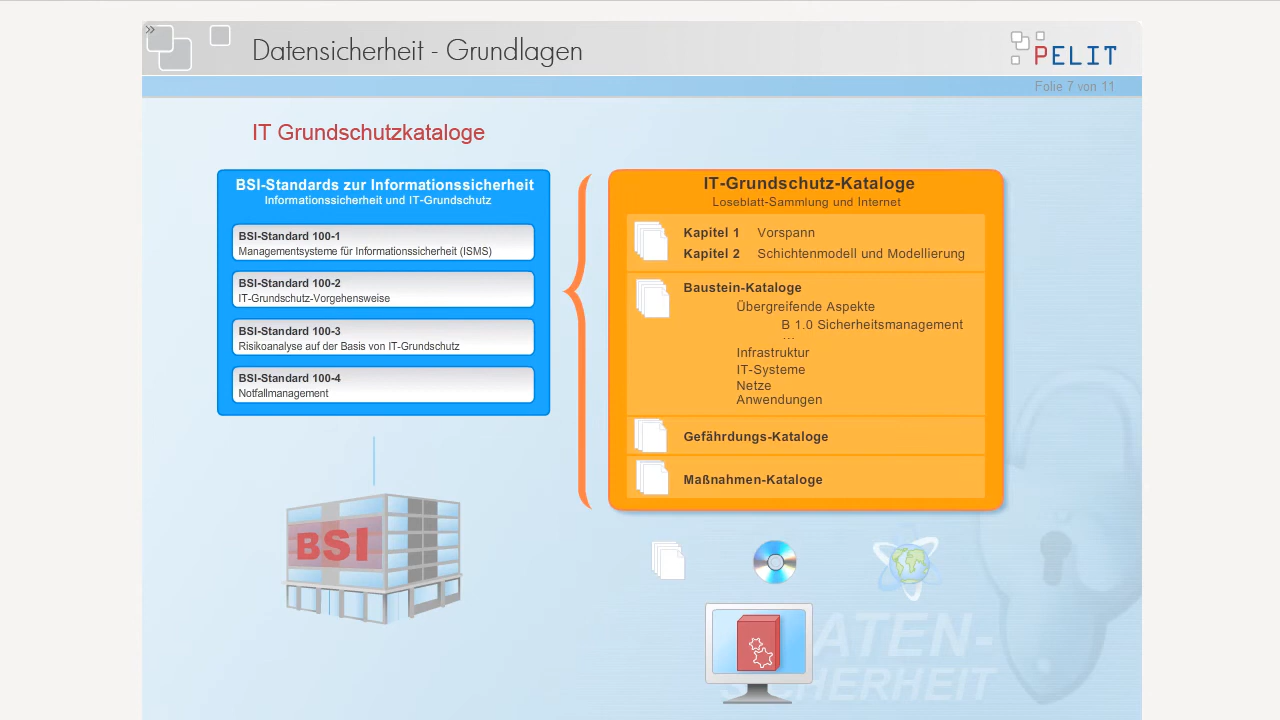 »
Datensicherheit - Grundlagen
PELIT
Folie 7 von 11
IT Grundschutzkataloge
BSI-Standards zur Informationssicherheit
Informationssicherheit und IT-Grundschutz
BSI-Standard 100-1
Managementsysteme für Informationssicherheit (ISMS)
BSI-Standard 100-2
IT-Grundschutz-Vorgehensweise
BSI-Standard 100-3
Risikoanalyse auf der Basis von IT-Grundschutz
BSI-Standard 100-4
Notfallmanagement
IT-Grundschutz-Kataloge
Loseblatt-Sammlung und Internet
Kapitel 1 Vorspann
Kapitel 2 Schichtenmodell und Modellierung
Baustein-Kataloge
Übergreifende Aspekte
B 1.0 Sicherheitsmanagement
...
Infrastruktur
IT-Systeme
Netze
Anwendungen
Gefährdungs-Kataloge
Maßnahmen-Kataloge
BSI
ATEN-
SICHERHEIT